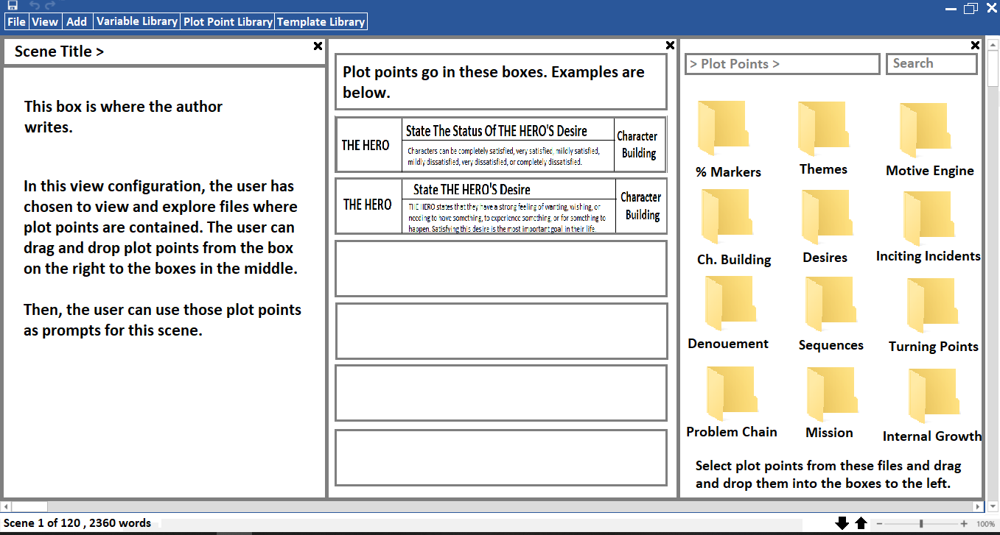 File View Add Variable Library Plot Point Library Template Library
Scene Title >
This box is where the author
writes.
In this view configuration, the user has
chosen to view and explore files where
plot points are contained. The user can
drag and drop plot points from the box
on the right to the boxes in the middle.
Then, the user can use those plot points
as prompts for this scene.
Plot points go in these boxes. Examples are
below.
THE HERO
State The Status Of THE HERO'S Desire
Characters can be completely satisfied, very satisfied, mildly satisfied,
mildly dissatisfied, very dissatisfied, or completely dissatisfied.
Character
Building
THE HERO
State THE HERO'S Desire
THE HERO states that they have a strong feeling of wanting, wishing, or
needing to have something, to experience something, or for something to
happen. Satisfying this desire is the most important goal in their life.
Character
Building
> Plot Points >
Search
% Markers
Themes
Motive Engine
Ch. Building
Desires
Inciting Incidents
Denouement
Sequences
Turning Points
Problem Chain
Mission
Internal Growth
Select plot points from these files and drag
and drop them into the boxes to the left.
Scene 1 of 120 , 2360 words
100%